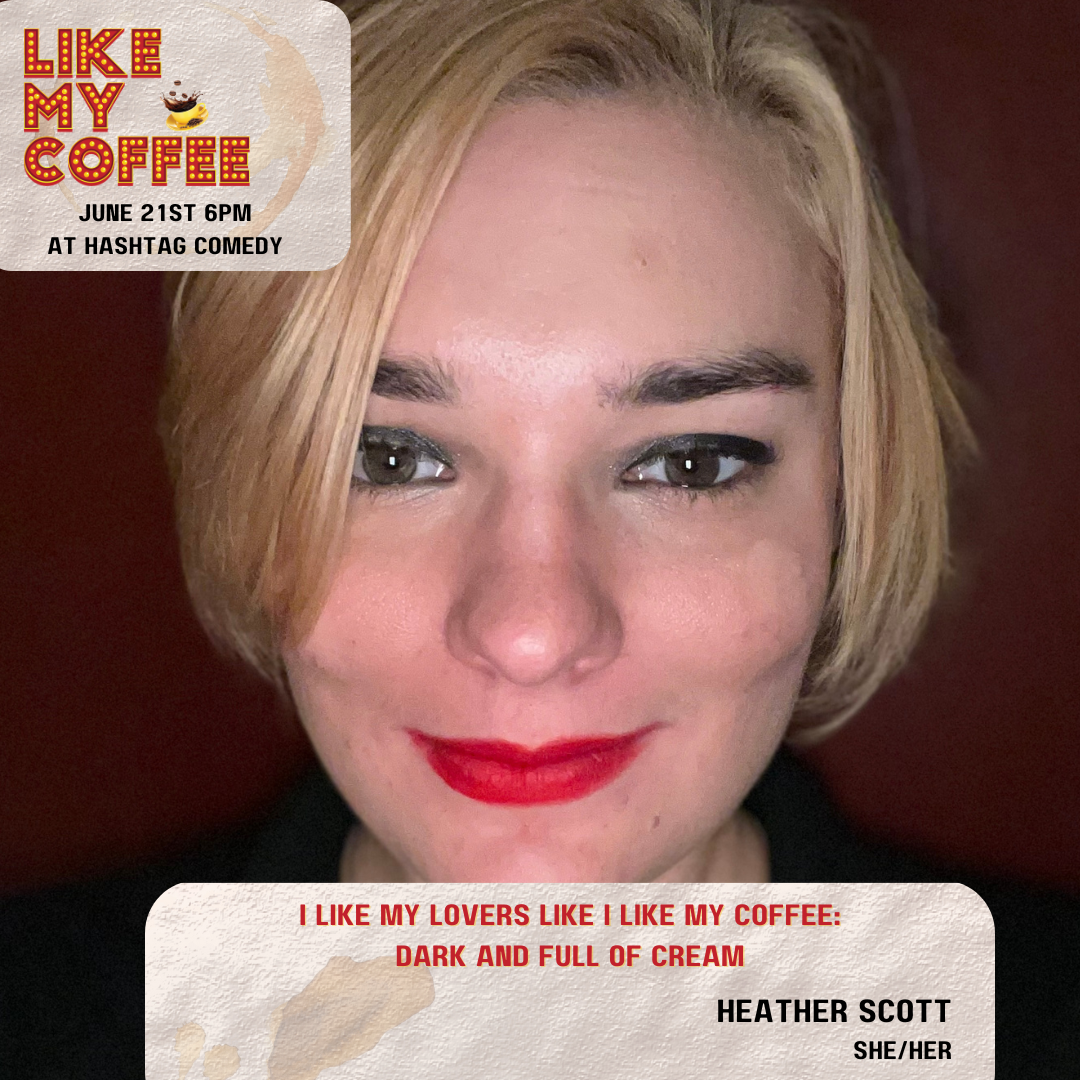 LIKE
MY
COFFEE
JUNE 21ST 6PM
AT HASHTAG COMEDY
I LIKE MY LOVERS LIKE I LIKE MY COFFEE:
DARK AND FULL OF CREAM
HEATHER SCOTT
SHE/HER